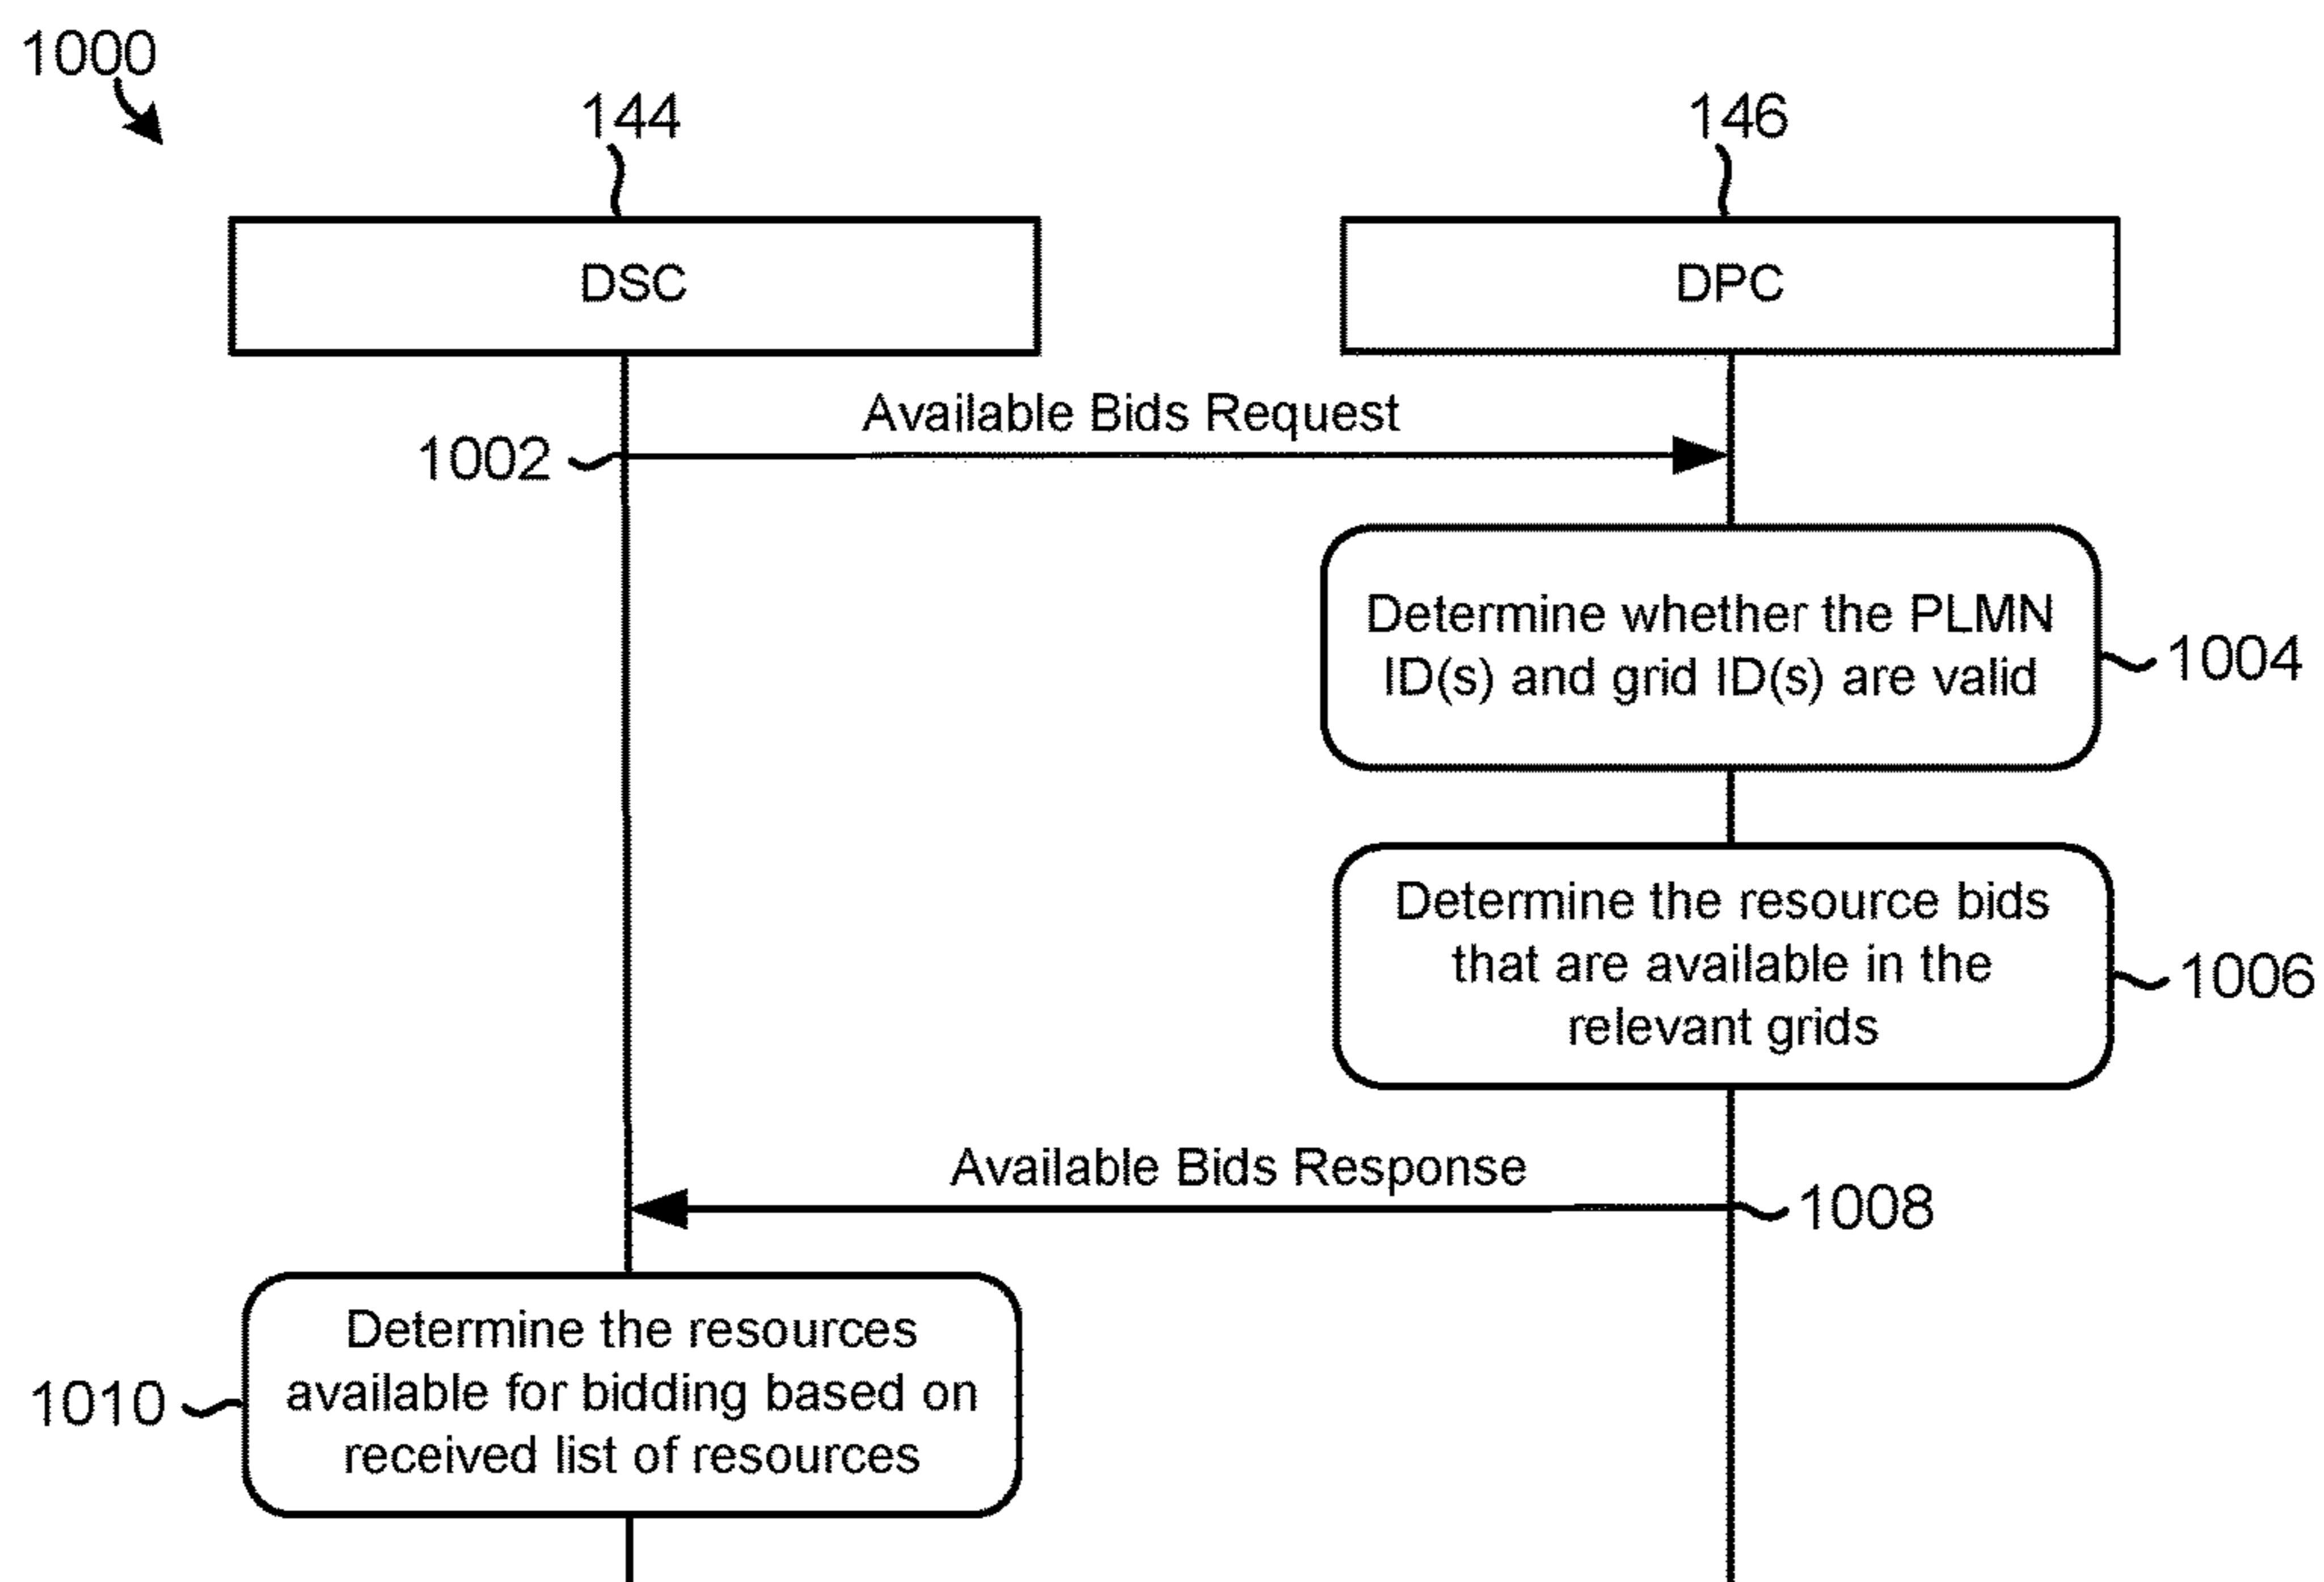 1000
144
146
DSC
DPC
Available Bids Request
1002
Determine whether the PLMN
ID(s) and grid ID(s) are valid
1004
Determine the resource bids
that are available in the
relevant grids
1006
Available Bids Response
1008
Determine the resources
available for bidding based on
received list of resources
1010